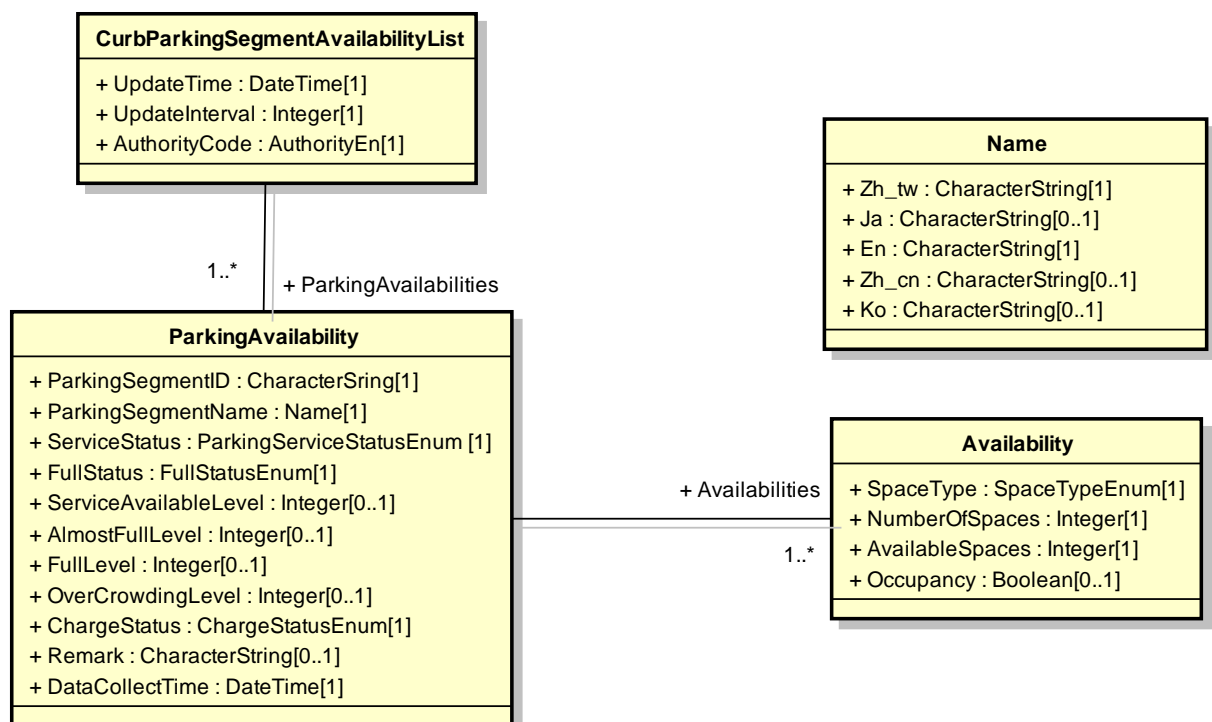 CurbParkingSegmentAvailabilityList
+ UpdateTime : DateTime[1]
+ UpdateInterval : Integer[1]
+ AuthorityCode : AuthorityEn[1]
1..*
+ ParkingAvailabilities
Name
+ Zh_tw : CharacterString[1]
+ Ja : CharacterString[0..1]
+ En : CharacterString[1]
+ Zh_cn : CharacterString[0..1]
+ Ko : CharacterString[0..1]
ParkingAvailability
+ ParkingSegmentID : CharacterSring[1]
+ ParkingSegmentName : Name[1]
+ ServiceStatus : ParkingServiceStatusEnum [1]
+ FullStatus : FullStatusEnum[1]
+ ServiceAvailableLevel : Integer[0..1]
+ AlmostFullLevel : Integer[0..1]
+ FullLevel : Integer[0..1]
+ OverCrowdingLevel : Integer[0..1]
+ ChargeStatus : ChargeStatusEnum[1]
+ Remark : CharacterString[0..1]
+ DataCollectTime : DateTime[1]
+ Availabilities
1..*
Availability
+ SpaceType : SpaceTypeEnum[1]
+ NumberOfSpaces : Integer[1]
+ AvailableSpaces : Integer[1]
+ Occupancy : Boolean[0..1]